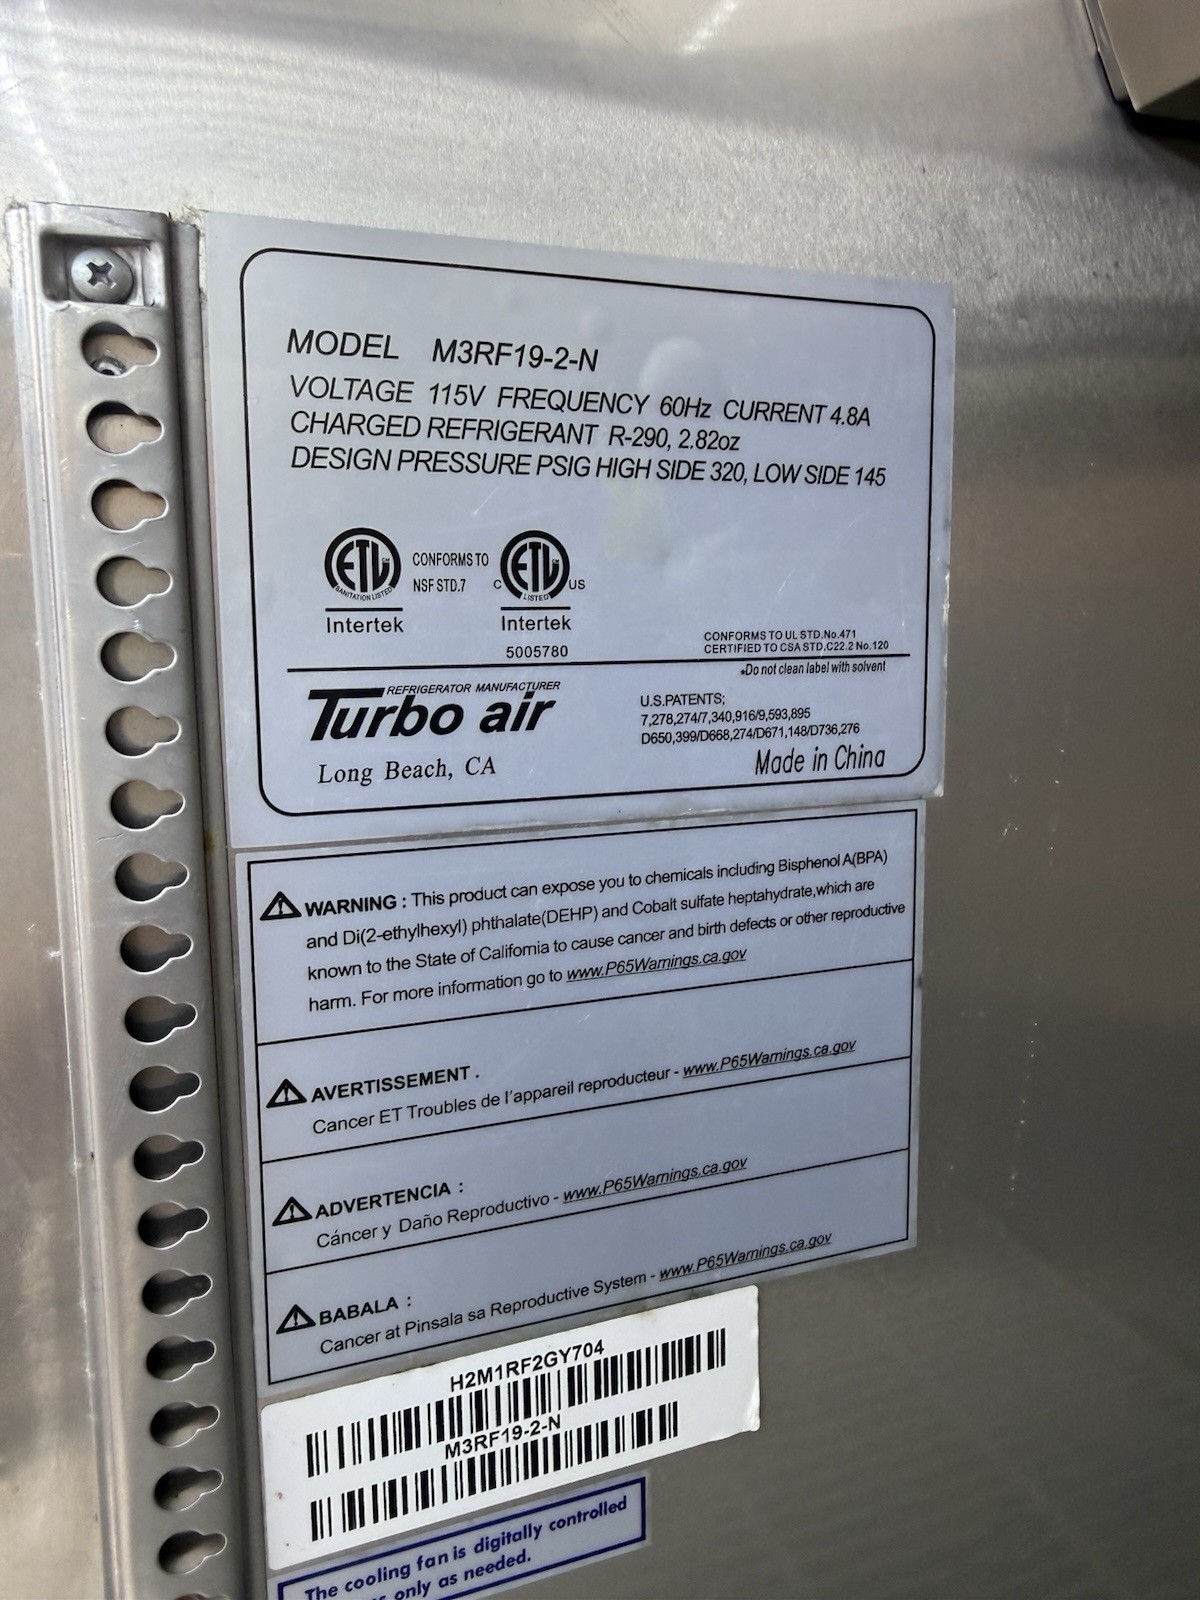 MODEL M3RF19-2-N
VOLTAGE 115V FREQUENCY 60Hz CURRENT 4.8A
CHARGED REFRIGERANT R-290, 2.82oz
DESIGN PRESSURE PSIG HIGH SIDE 320, LOW SIDE 145
ETL CM
SANITATION LISTED
Intertek
CONFORMS TO
NSF STD.7
C ETL CM US
LISTED
Intertek
5005780
CONFORMS TO UL STD.No.471
CERTIFIED TO CSA STD.C22.2 No.120
*Do not clean label with solvent
REFRIGERATOR MANUFACTURER
Turbo air
Long Beach, CA
U.S.PATENTS;
7,278,274/7,340,916/9,593,895
D650,399/D668,274/D671,148/D736,276
Made in China
WARNING : This product can expose you to chemicals including Bisphenol A(BPA)
and Di(2-ethylhexyl) phthalate(DEHP) and Cobalt sulfate heptahydrate,which are
known to the State of California to cause cancer and birth defects or other reproductive
harm. For more information go to www.P65Warnings.ca.gov
AVERTISSEMENT .
Cancer ET Troubles de l'appareil reproducteur - www.P65Warnings.ca.gov
ADVERTENCIA :
Cáncer y Daño Reproductivo - www.P65Warnings.ca.gov
BABALA :
Cancer at Pinsala sa Reproductive System - www.P65Warnings.ca.gov
H2M1RF2GY704
M3RF19-2-N
The cooling fan is digitally controlled
only as needed.